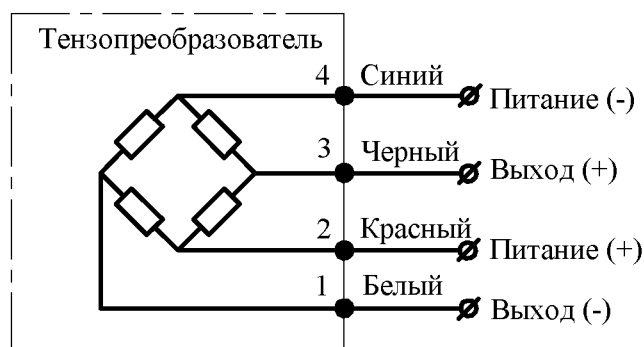 Тензопреобразователь
4 Синий Питание (-)
3 Черный Выход (+)
2 Красный Питание (+)
1 Белый Выход (-)